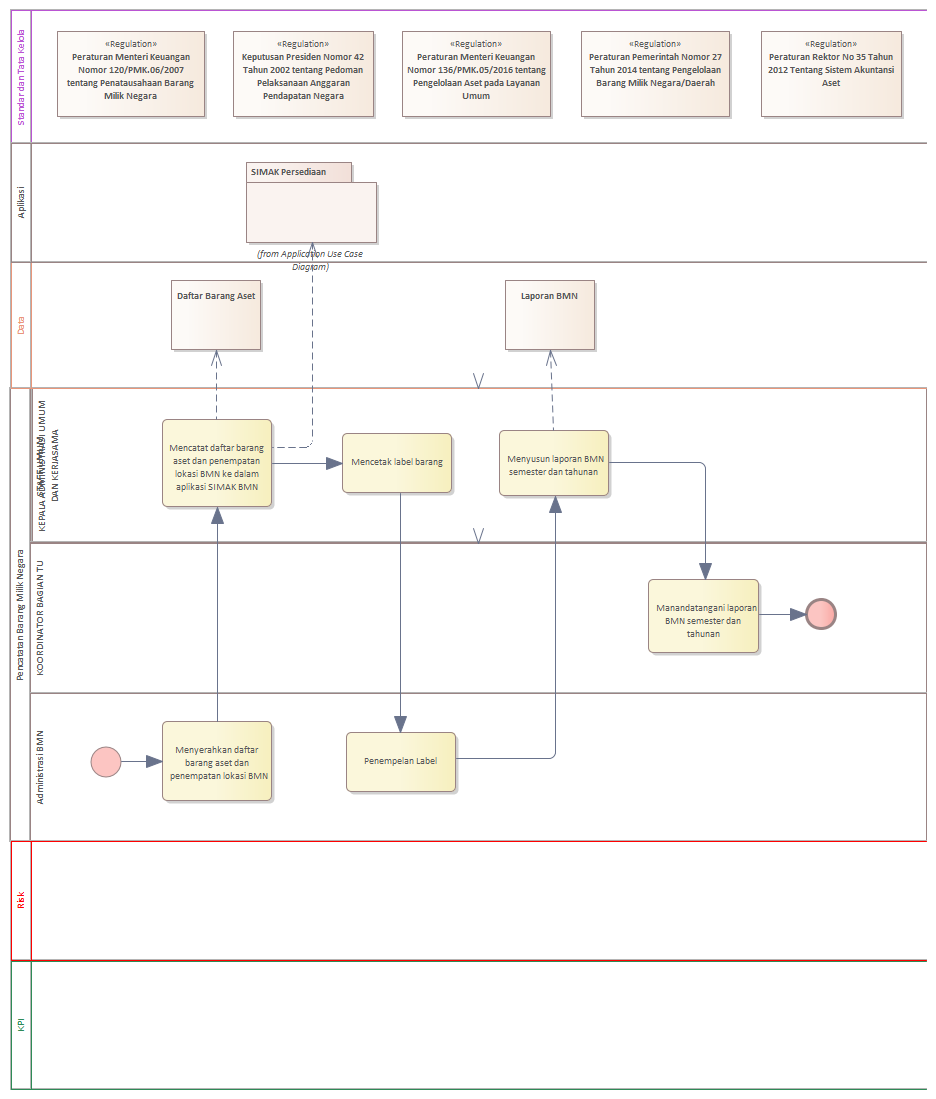 Standar dan Tata Kelola
«Regulation»
Peraturan Menteri Keuangan
Nomor 120/PMK.06/2007
tentang Penatausahaan Barang
Milik Negara
«Regulation»
Keputusan Presiden Nomor 42
Tahun 2002 tentang Pedoman
Pelaksanaan Anggaran
Pendapatan Negara
«Regulation»
Peraturan Menteri Keuangan
Nomor 136/PMK.05/2016 tentang
Pengelolaan Aset pada Layanan
Umum
«Regulation»
Peraturan Pemerintah Nomor 27
Tahun 2014 tentang Pengelolaan
Barang Milik Negara/Daerah
«Regulation»
Peraturan Rektor No 35 Tahun
2012 Tentang Sistem Akuntansi
Aset
Aplikasi
SIMAK Persediaan
(from Application Use Case
Diagram)
Data
Daftar Barang Aset
Laporan BMN
Pencatatan Barang Milik Negara
KEPALA ADMINISTRASI UMUM
DAN KERJASAMA
Mencatat daftar barang
aset dan penempatan
lokasi BMN ke dalam
aplikasi SIMAK BMN
Mencetak label barang
Menyusun laporan BMN
semester dan tahunan
KOORDINATOR BAGIAN TU
Manandatangani laporan
BMN semester dan
tahunan
Administrasi BMN
Menyerahkan daftar
barang aset dan
penempatan lokasi BMN
Penempelan Label
Risk
KPI